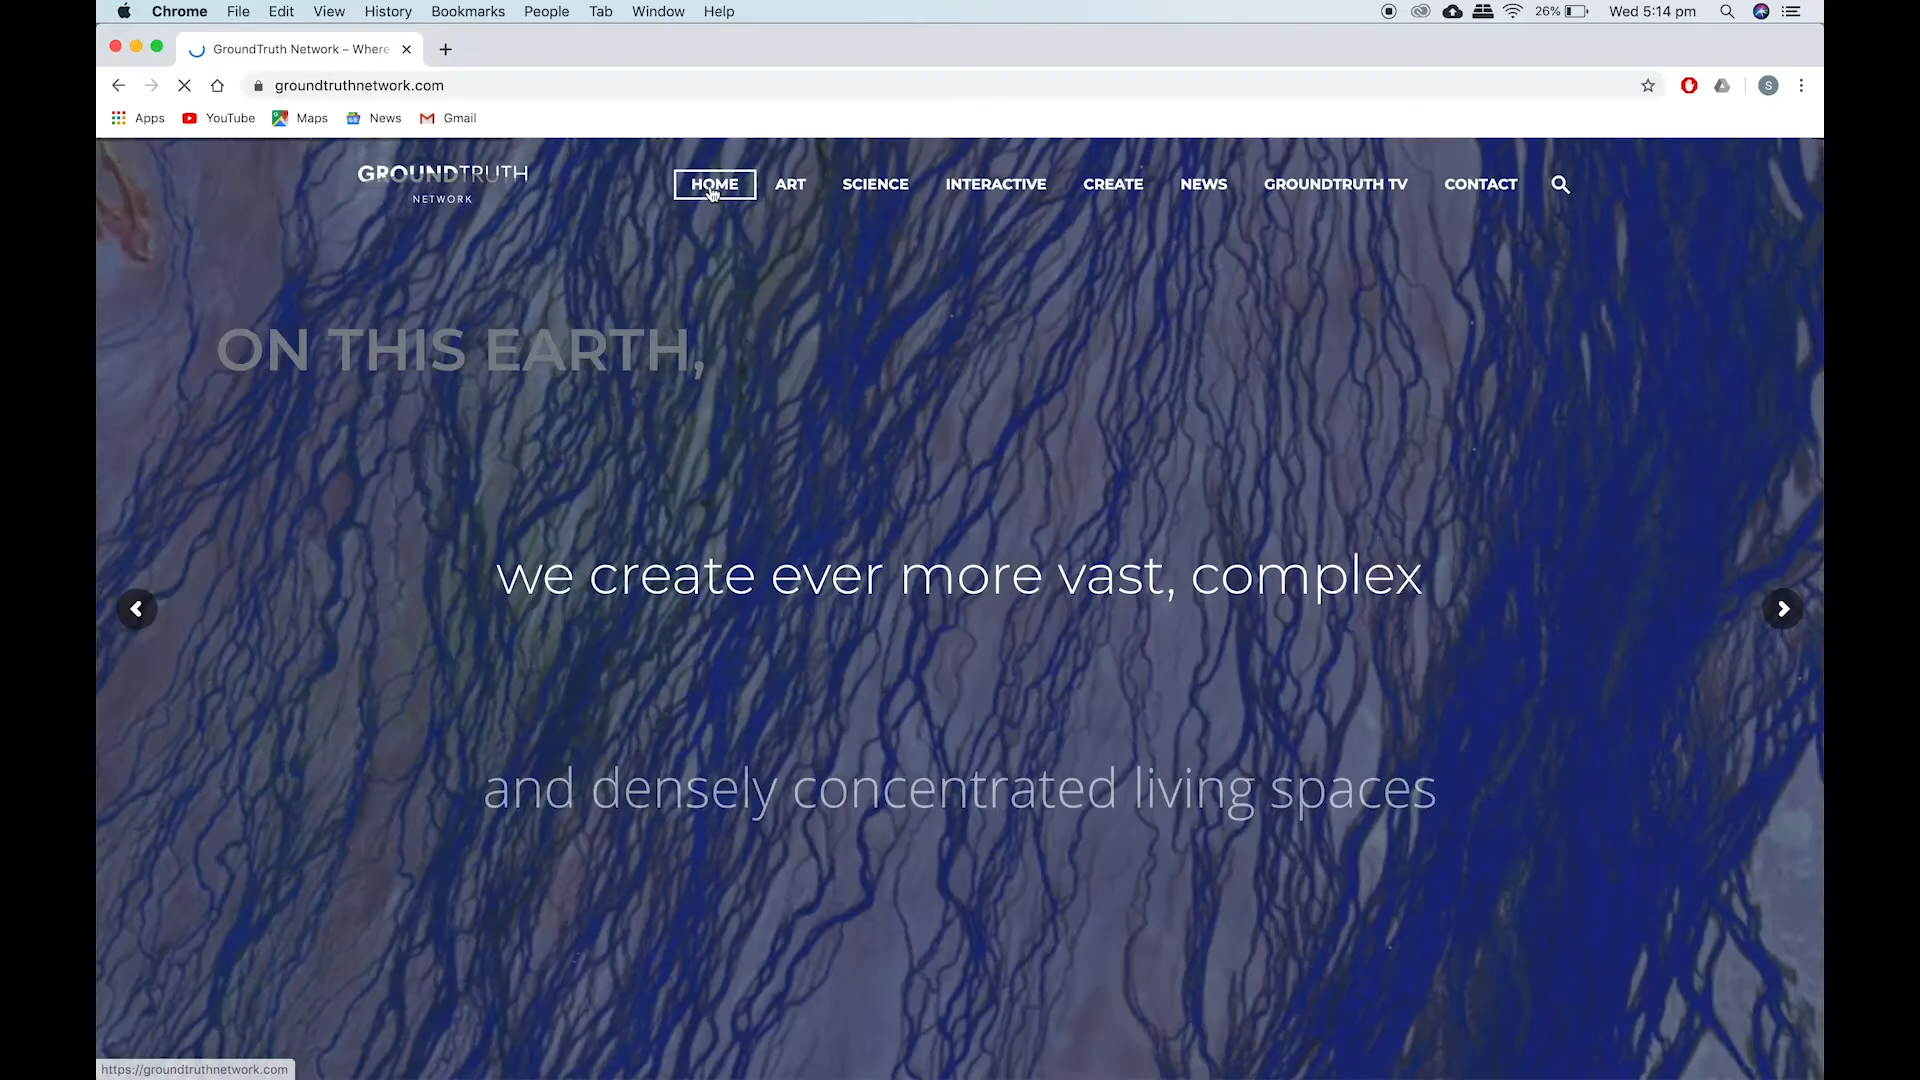 Chrome File Edit View History Bookmarks People Tab Window Help 26% Wed 5:14 pm
GroundTruth Network – Where
groundtruthnetwork.com S
Apps YouTube Maps News Gmail
GROUNDTRUTH
NETWORK
HOME ART SCIENCE INTERACTIVE CREATE NEWS GROUNDTRUTH TV CONTACT
ON THIS EARTH,
we create ever more vast, complex
and densely concentrated living spaces
https://groundtruthnetwork.com